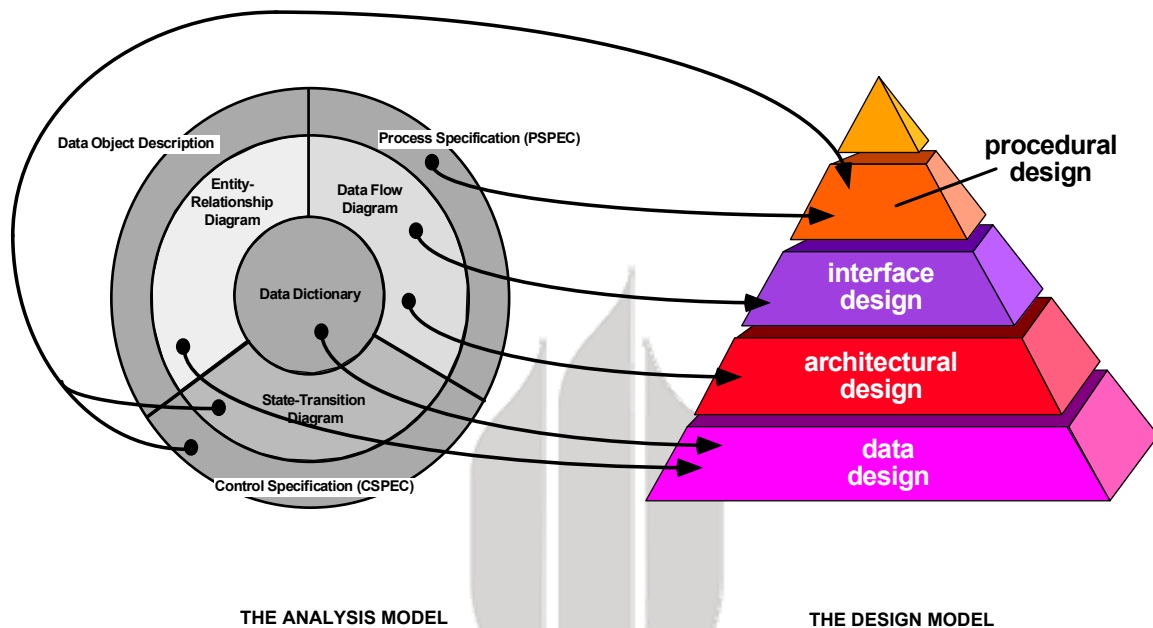 Data Object Description
Process Specification (PSPEC)
Entity-
Relationship
Diagram
Data Flow
Diagram
Data Dictionary
State-Transition
Diagram
Control Specification (CSPEC)
THE ANALYSIS MODEL
procedural
design
interface
design
architectural
design
data
design
THE DESIGN MODEL